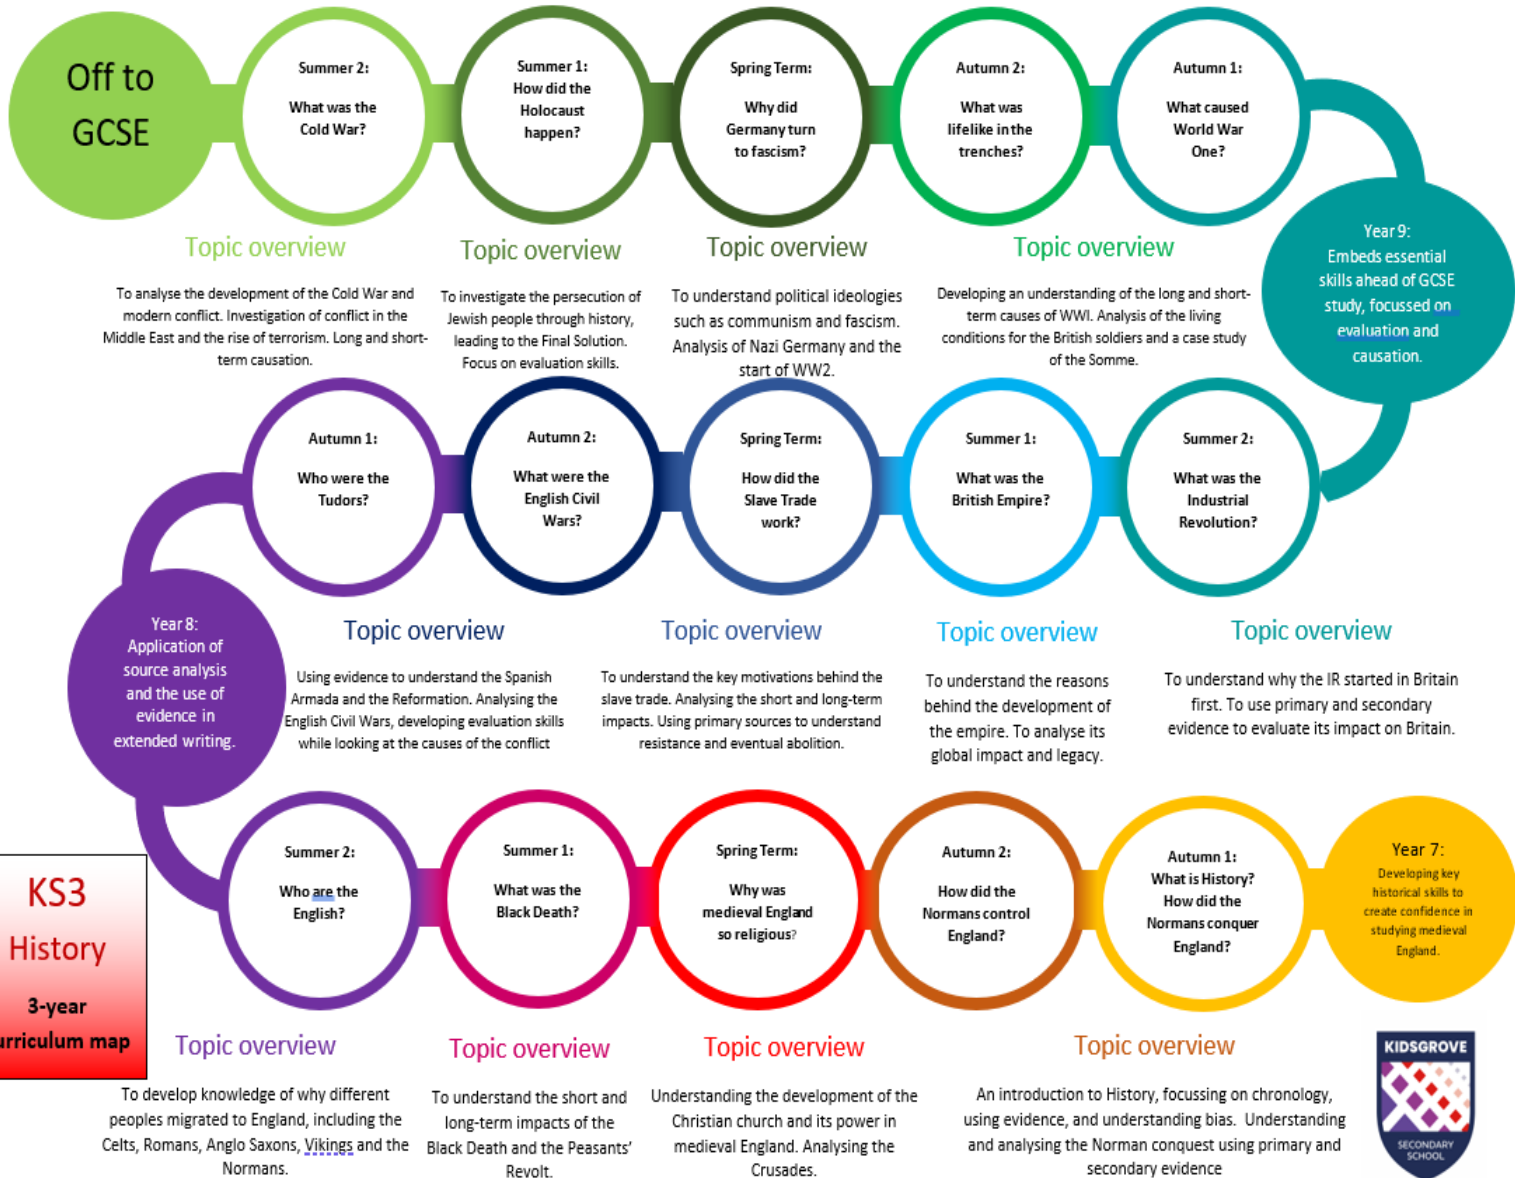 Off to
GCSE
Summer 2:
What was the
Cold War?
Summer 1:
How did the
Holocaust
happen?
Spring Term:
Why did
Germany turn
to fascism?
Autumn 2:
What was
lifelike in the
trenches?
Autumn 1:
What caused
World War
One?
Topic overview
To analyse the development of the Cold War and
modern conflict. Investigation of conflict in the
Middle East and the rise of terrorism. Long and short-
term causation.
Topic overview
To investigate the persecution of
Jewish people through history,
leading to the Final Solution.
Focus on evaluation skills.
Topic overview
To understand political ideologies
such as communism and fascism.
Analysis of Nazi Germany and the
start of WW2.
Topic overview
Developing an understanding of the long and short-
term causes of WWI. Analysis of the living
conditions for the British soldiers and a case study
of the Somme.
Year 9:
Embeds essential
skills ahead of GCSE
study, focussed on
evaluation and
causation.
Autumn 1:
Who were the
Tudors?
Autumn 2:
What were the
English Civil
Wars?
Spring Term:
How did the
Slave Trade
work?
Summer 1:
What was the
British Empire?
Summer 2:
What was the
Industrial
Revolution?
Year 8:
Application of
source analysis
and the use of
evidence in
extended writing.
Topic overview
Using evidence to understand the Spanish
Armada and the Reformation. Analysing the
English Civil Wars, developing evaluation skills
while looking at the causes of the conflict
Topic overview
To understand the key motivations behind the
slave trade. Analysing the short and long-term
impacts. Using primary sources to understand
resistance and eventual abolition.
Topic overview
To understand the reasons
behind the development of
the empire. To analyse its
global impact and legacy.
Topic overview
To understand why the IR started in Britain
first. To use primary and secondary
evidence to evaluate its impact on Britain.
Summer 2:
Who are the
English?
Summer 1:
What was the
Black Death?
Spring Term:
Why was
medieval England
so religious?
Autumn 2:
How did the
Normans control
England?
Autumn 1:
What is History?
How did the
Normans conquer
England?
Year 7:
Developing key
historical skills to
create confidence in
studying medieval
England.
KS3
History
3-year
urriculum map
Topic overview
To develop knowledge of why different
peoples migrated to England, including the
Celts, Romans, Anglo Saxons, Vikings and the
Normans.
Topic overview
To understand the short and
long-term impacts of the
Black Death and the Peasants'
Revolt.
Topic overview
Understanding the development of the
Christian church and its power in
medieval England. Analysing the
Crusades.
Topic overview
An introduction to History, focussing on chronology,
using evidence, and understanding bias.  Understanding
and analysing the Norman conquest using primary and
secondary evidence
KIDSGROVE
SECONDARY
SCHOOL